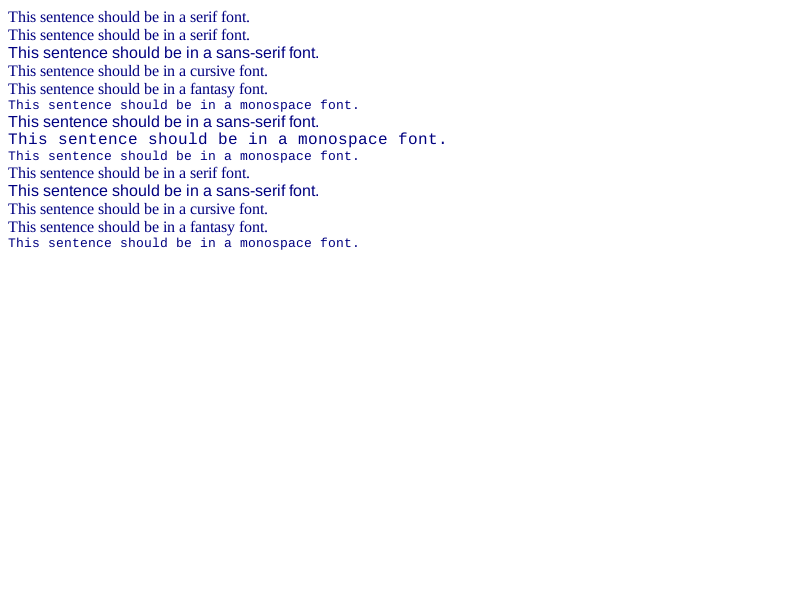 This sentence should be in a serif font.
This sentence should be in a serif font.
This sentence should be in a sans-serif font.
This sentence should be in a cursive font.
This sentence should be in a fantasy font.
This sentence should be in a monospace font.
This sentence should be in a sans-serif font.
This sentence should be in a monospace font.
This sentence should be in a monospace font.
This sentence should be in a serif font.
This sentence should be in a sans-serif font.
This sentence should be in a cursive font.
This sentence should be in a fantasy font.
This sentence should be in a monospace font.